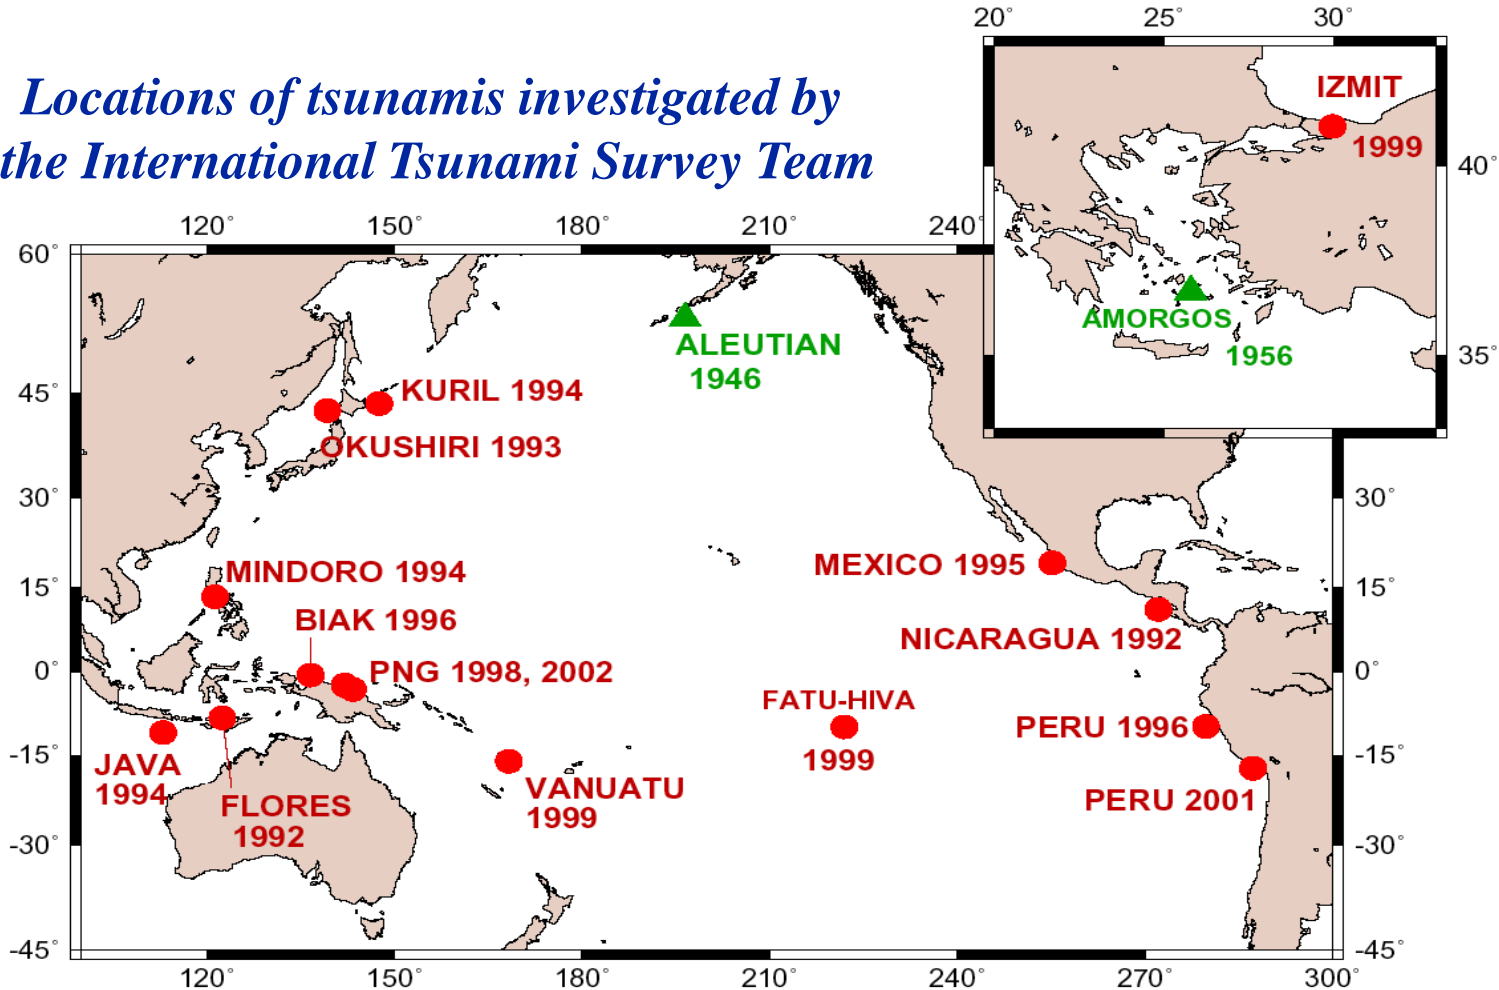 Locations of tsunamis investigated by
the International Tsunami Survey Team
20° 25° 30°
IZMIT
1999
40°
AMORGOS
1956
35°
120° 150° 180° 210° 240°
60°
ALEUTIAN
1946
45°
KURIL 1994
OKUSHIRI 1993
30° 30°
MEXICO 1995
MINDORO 1994
15° 15°
BIAK 1996
NICARAGUA 1992
0° 0°
PNG 1998, 2002
FATU-HIVA
1999
PERU 1996
-15° -15°
JAVA
1994
VANUATU
1999
PERU 2001
FLORES
1992
-30° -30°
-45° -45°
120° 150° 180° 210° 240° 270° 300°